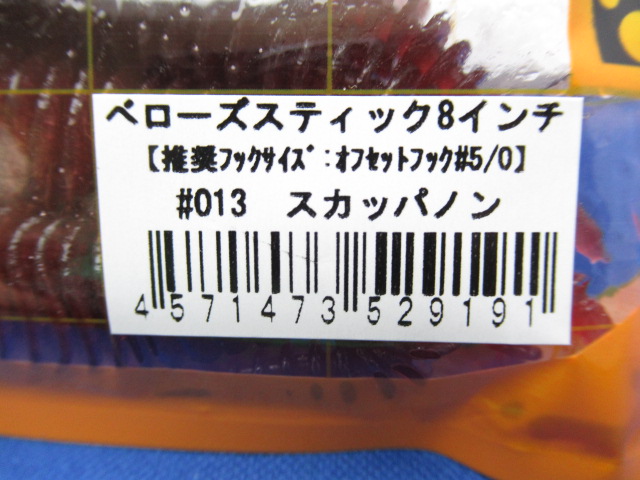 ベローズスティック8インチ
【推奨ﾌｯｸｻｲｽﾞ:ｵﾌｾｯﾄﾌｯｸ#5/0】
#013　スカッパノン
4 571473 529191